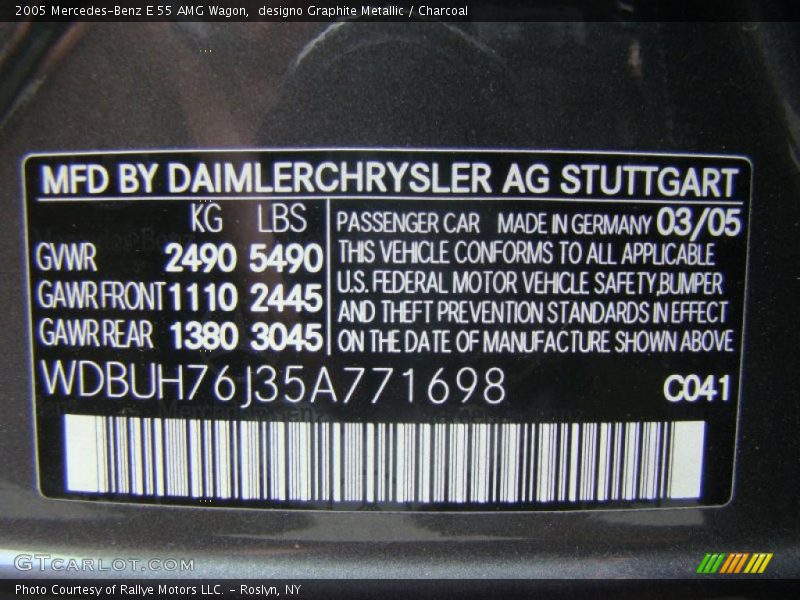 2005 Mercedes-Benz E 55 AMG Wagon,  designo Graphite Metallic / Charcoal
MFD BY DAIMLERCHRYSLER AG STUTTGART
KG LBS
GVWR 2490 5490
GAWR FRONT 1110 2445
GAWR REAR 1380 3045
PASSENGER CAR MADE IN GERMANY 03/05
THIS VEHICLE CONFORMS TO ALL APPLICABLE
U.S. FEDERAL MOTOR VEHICLE SAFETY,BUMPER
AND THEFT PREVENTION STANDARDS IN EFFECT
ON THE DATE OF MANUFACTURE SHOWN ABOVE
WDBUH76J35A771698 C041
GTCARLOT.COM
Photo Courtesy of Rallye Motors LLC. - Roslyn, NY